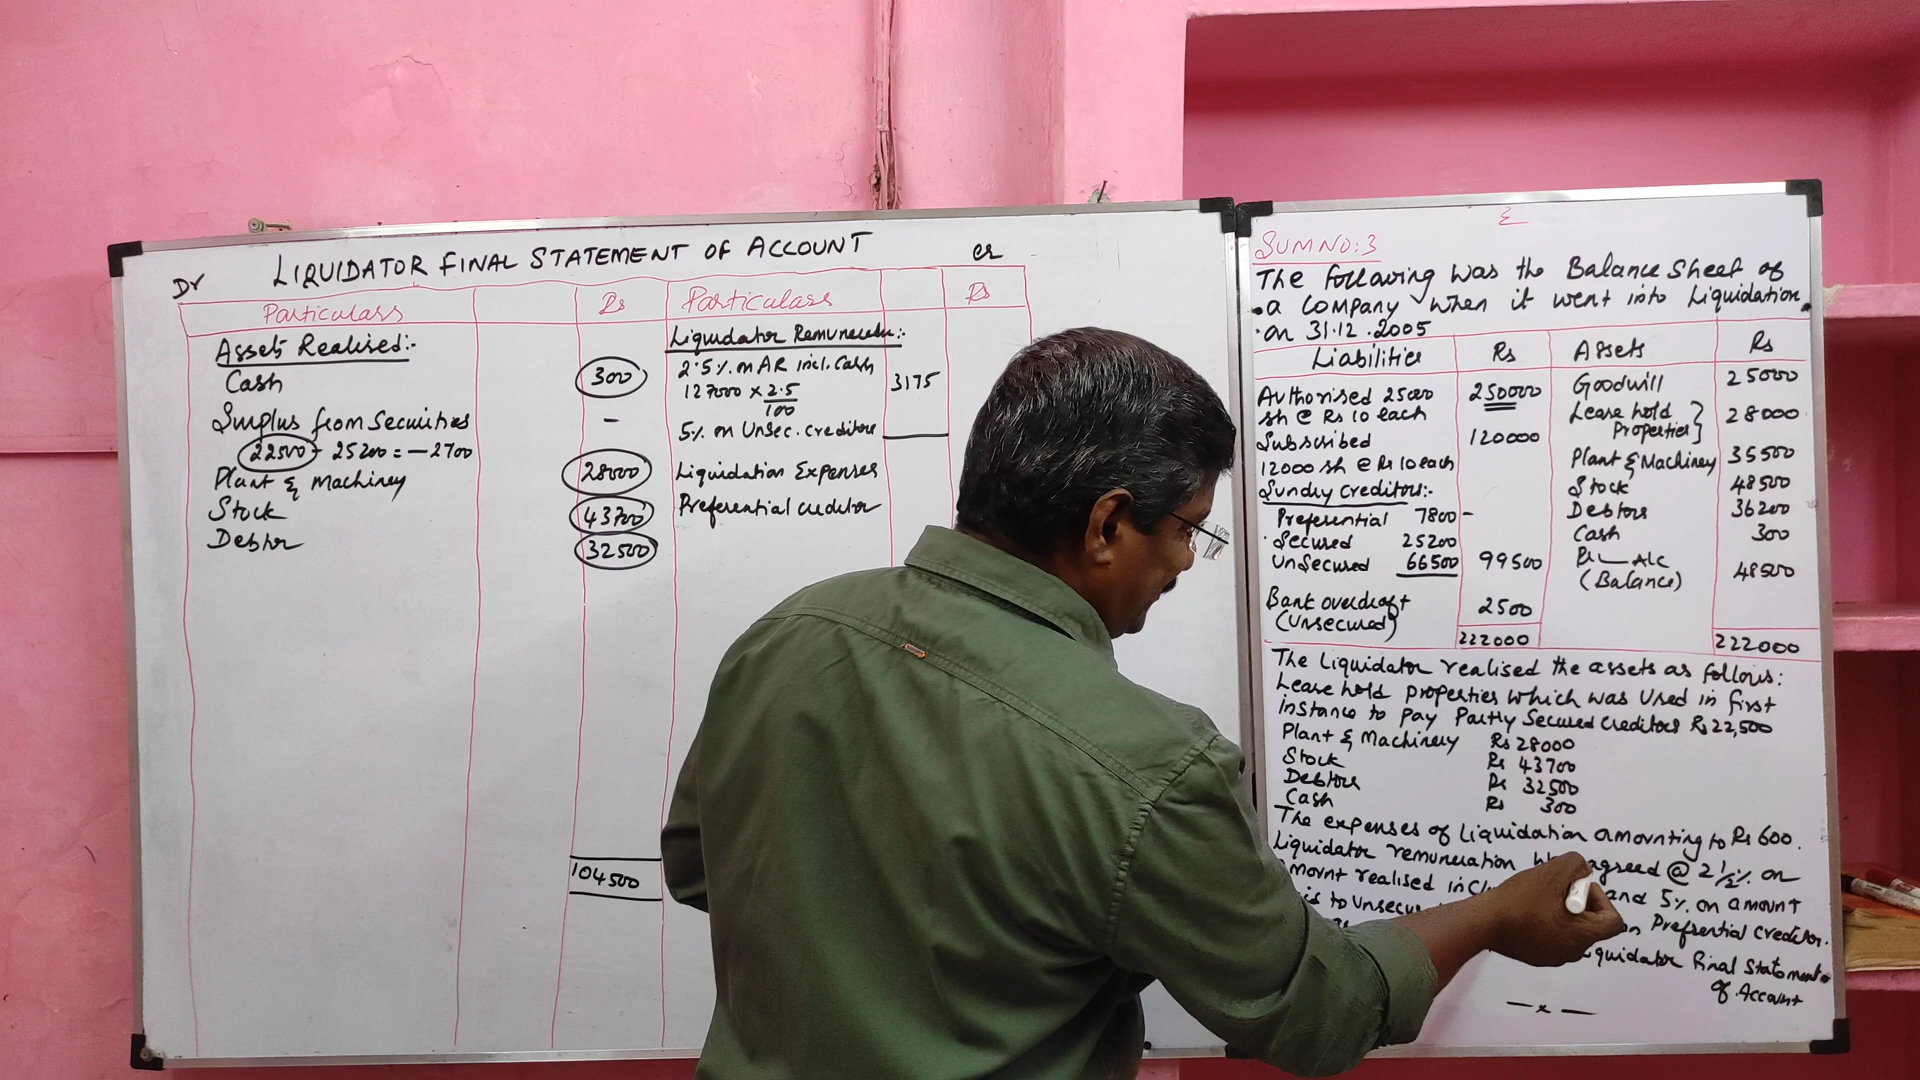 LIQUIDATOR FINAL STATEMENT OF ACCOUNT
Dr
cr
Particulars Rs Particulars Rs
Assets Realised:-
Cash 300
Surplus from Securities -
22500 - 25200 = -2700
Plant & Machinery 28000
Stock 43700
Debtor 32500
104500
Liquidator Remuneratn:-
2.5% on AR incl. Cash
127000 × 2.5
100
3175
5% on Unsec. creditors
Liquidation Expenses
Preferential creditor
SUM NO: 3
The following was the Balance Sheet of
a company when it went into Liquidation
on 31.12.2005
Liabilities Rs Assets Rs
Authorised 25000 250000
sh @ Rs 10 each
Subscribed 120000
12000 sh @ Rs 10 each
Sundry creditors:-
Preferential 7800 -
Secured 25200
Unsecured 66500 99500
Bank overdraft 2500
(Unsecured)
222000
Goodwill 25000
Lease hold 28000
Properties
Plant & Machinery 35500
Stock 48500
Debtors 36200
Cash 300
A/c
(Balance) 48500
222000
The Liquidator realised the assets as follows:
Lease hold properties which was used in first
instance to pay Partly Secured creditors Rs 22,500
Plant & Machinery Rs 28000
Stock Rs 43700
Debtors Rs 32500
Cash Rs 300
The expenses of Liquidation amounting to Rs 600.
Liquidator remuneration agreed @ 2½% on
amount realised and 5% on amount
to Preferential creditor.
Liquidator Final Statement
of Account
— x —